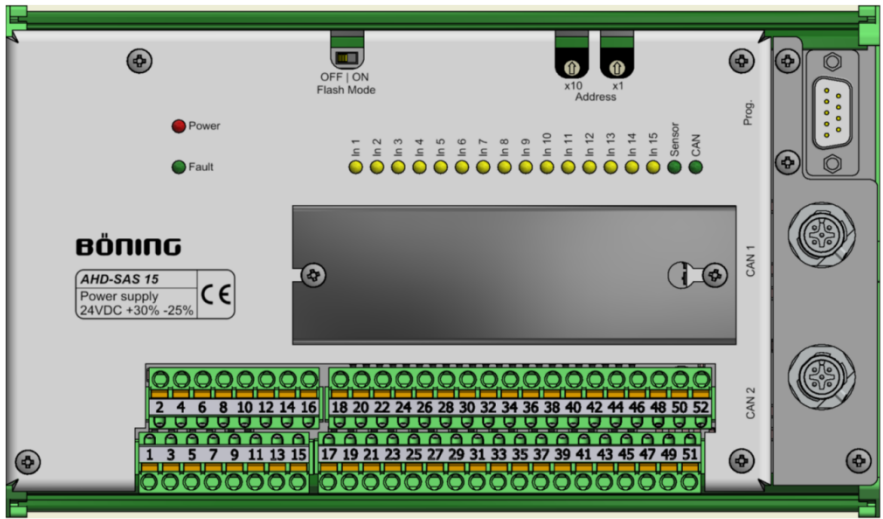 OFF | ON
Flash Mode
x10 x1
Address
Prog.
Power
Fault
In 1
In 2
In 3
In 4
In 5
In 6
In 7
In 8
In 9
In 10
In 11
In 12
In 13
In 14
In 15
Sensor
CAN
BÖNING
CAN 1
AHD-SAS 15
Power supply
24VDC +30% -25%
CE
CAN 2
2 4 6 8 10 12 14 16 18 20 22 24 26 28 30 32 34 36 38 40 42 44 46 48 50 52
1 3 5 7 9 11 13 15 17 19 21 23 25 27 29 31 33 35 37 39 41 43 45 47 49 51